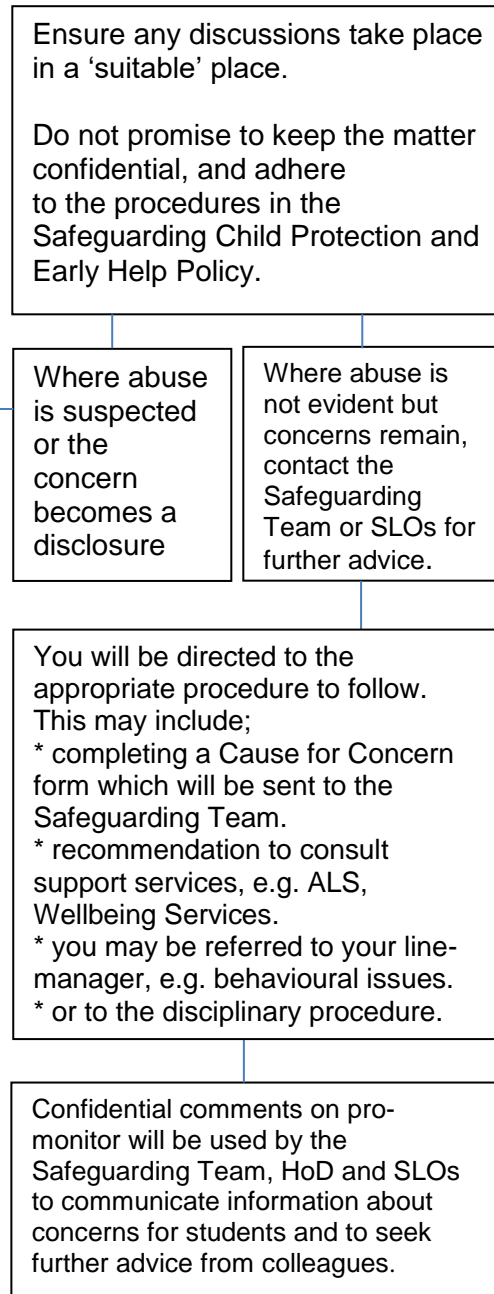 Ensure any discussions take place
in a ‘suitable’ place.
Do not promise to keep the matter
confidential, and adhere
to the procedures in the
Safeguarding Child Protection and
Early Help Policy.
Where abuse
is suspected
or the
concern
becomes a
disclosure
Where abuse is
not evident but
concerns remain,
contact the
Safeguarding
Team or SLOs for
further advice.
You will be directed to the
appropriate procedure to follow.
This may include;
* completing a Cause for Concern
form which will be sent to the
Safeguarding Team.
* recommendation to consult
support services, e.g. ALS,
Wellbeing Services.
* you may be referred to your line-
manager, e.g. behavioural issues.
* or to the disciplinary procedure.
Confidential comments on pro-
monitor will be used by the
Safeguarding Team, HoD and SLOs
to communicate information about
concerns for students and to seek
further advice from colleagues.